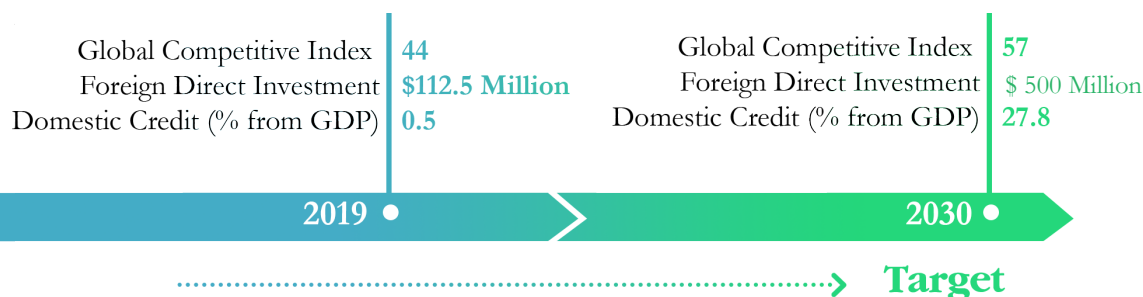 Global Competitive Index 44
Foreign Direct Investment $112.5 Million
Domestic Credit (% from GDP) 0.5
2019
Global Competitive Index 57
Foreign Direct Investment $ 500 Million
Domestic Credit (% from GDP) 27.8
2030
Target